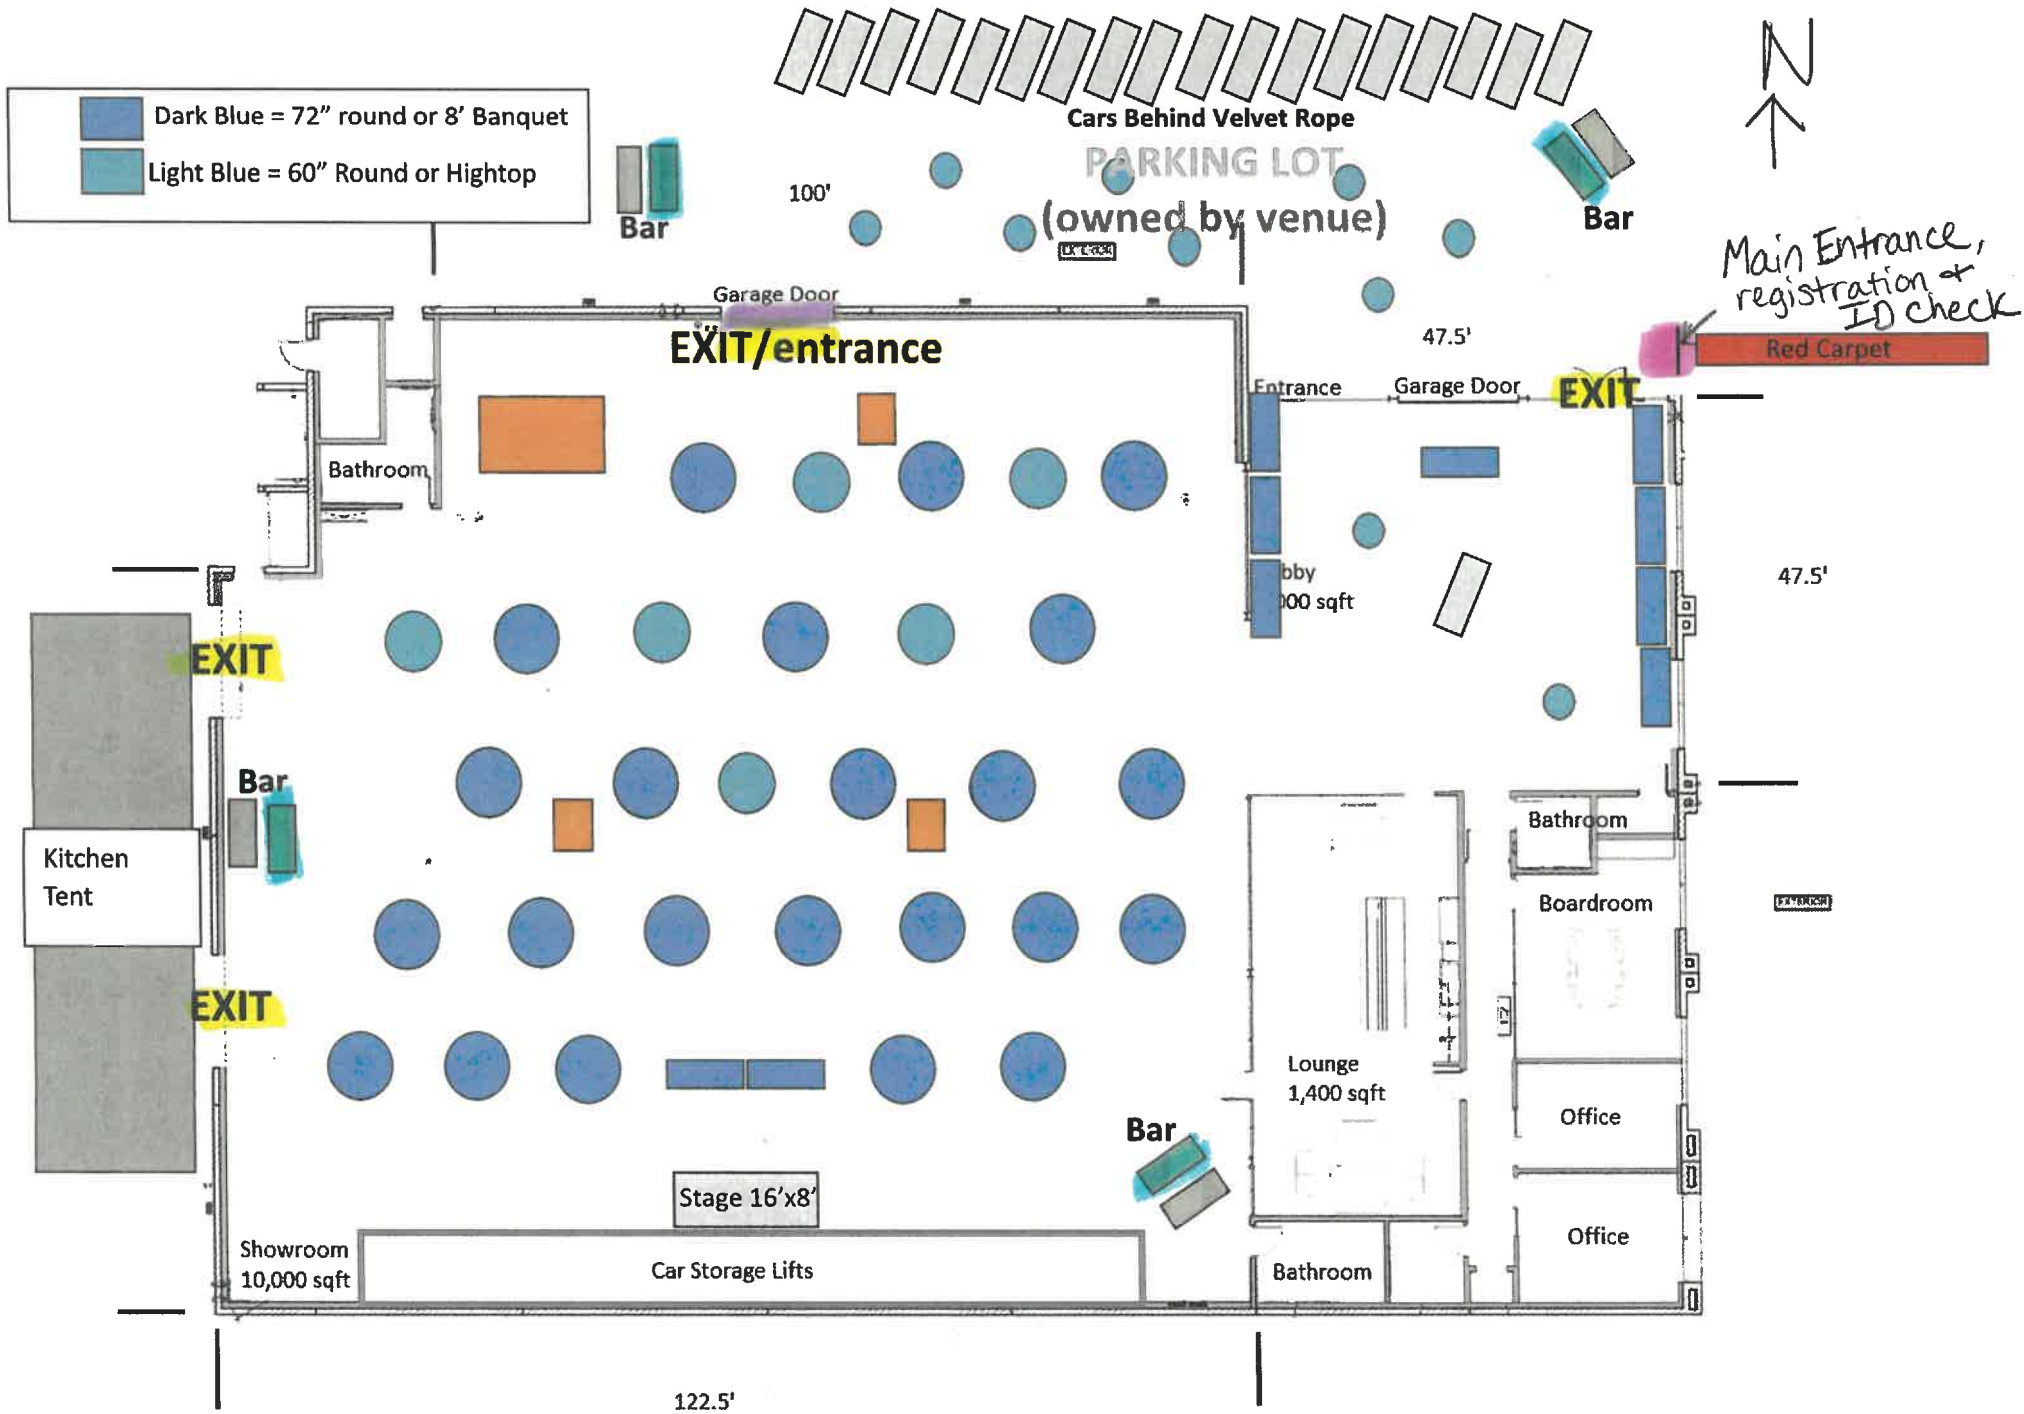 Dark Blue = 72” round or 8’ Banquet
Light Blue = 60” Round or Hightop
N
Cars Behind Velvet Rope
PARKING LOT
(owned by venue)
100'
Bar
Bar
EXTERIOR
Main Entrance,
registration &
ID check
Red Carpet
Garage Door
EXIT/entrance
47.5'
Entrance
Garage Door
EXIT
Bathroom
bby
000 sqft
47.5'
EXIT
Bar
Kitchen
Tent
Bathroom
Boardroom
EXTERIOR
EXIT
Lounge
1,400 sqft
Office
Bar
Stage 16’x8’
Office
Showroom
10,000 sqft
Car Storage Lifts
Bathroom
122.5'